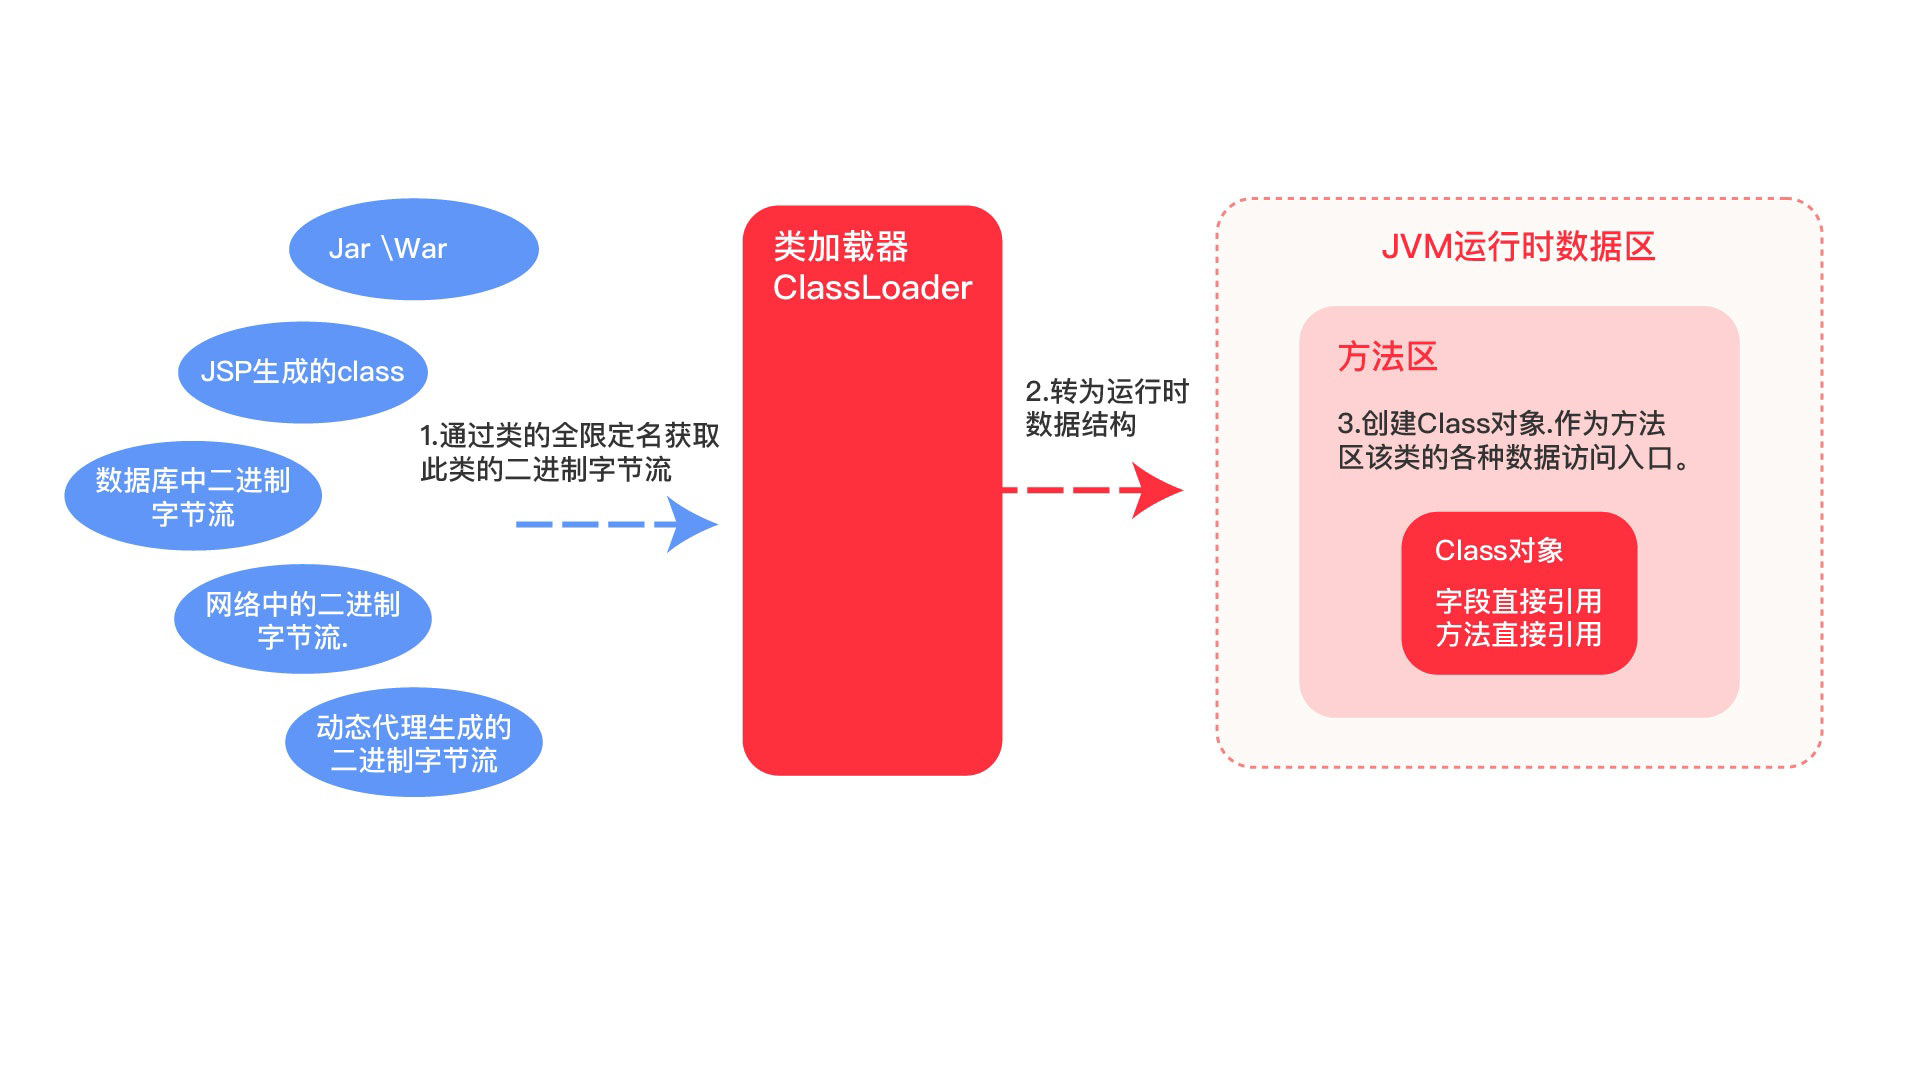 Jar \War
JSP生成的class
数据库中二进制
字节流
网络中的二进制
字节流.
动态代理生成的
二进制字节流
1.通过类的全限定名获取
此类的二进制字节流
类加载器
ClassLoader
2.转为运行时
数据结构
JVM运行时数据区
方法区
3.创建Class对象.作为方法
区该类的各种数据访问入口。
Class对象
字段直接引用
方法直接引用